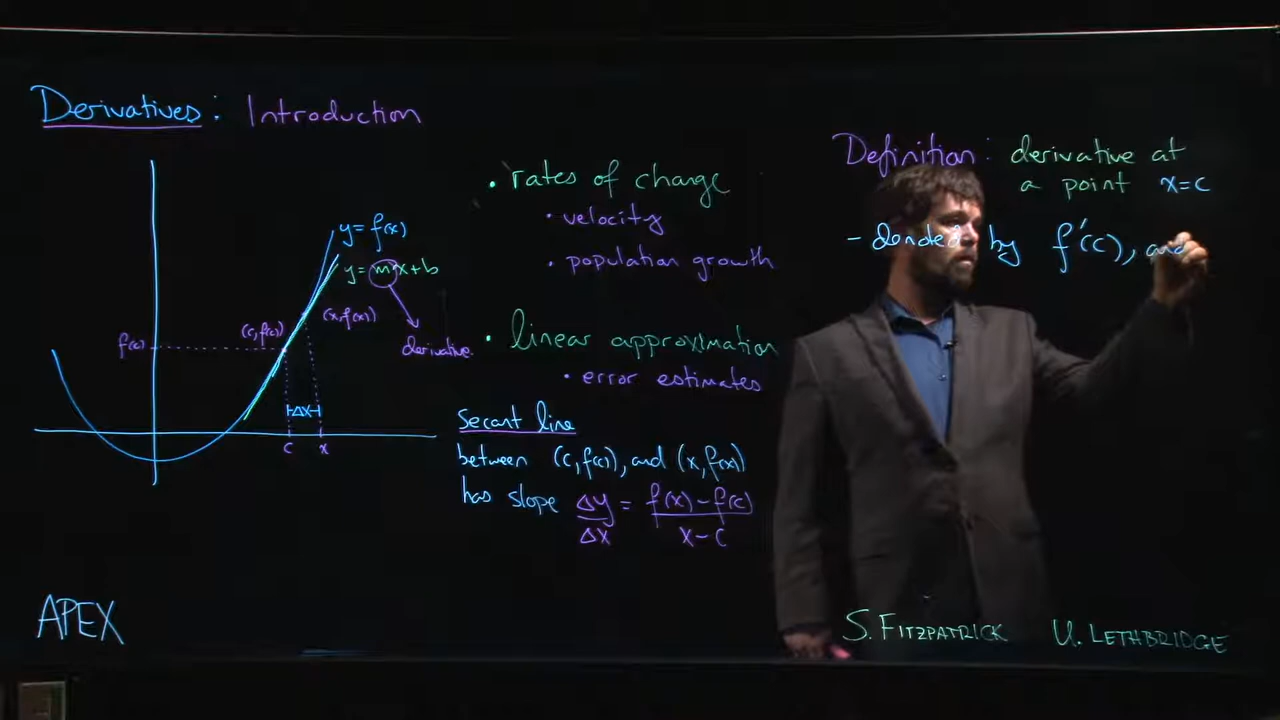 Derivatives: Introduction
y = f(x)
y = mx + b
(x, f(x))
(c, f(c))
f(c)
derivative
Δx
c
x
• rates of change
• velocity
• population growth
• linear approximation
• error estimates
Secant line
between (c, f(c)), and (x, f(x))
has slope Δy/Δx = f(x) - f(c)/x - c
Definition: derivative at
a point x = c
- denoted by f'(c), and
APEX
S. FITZPATRICK U. LETHBRIDGE